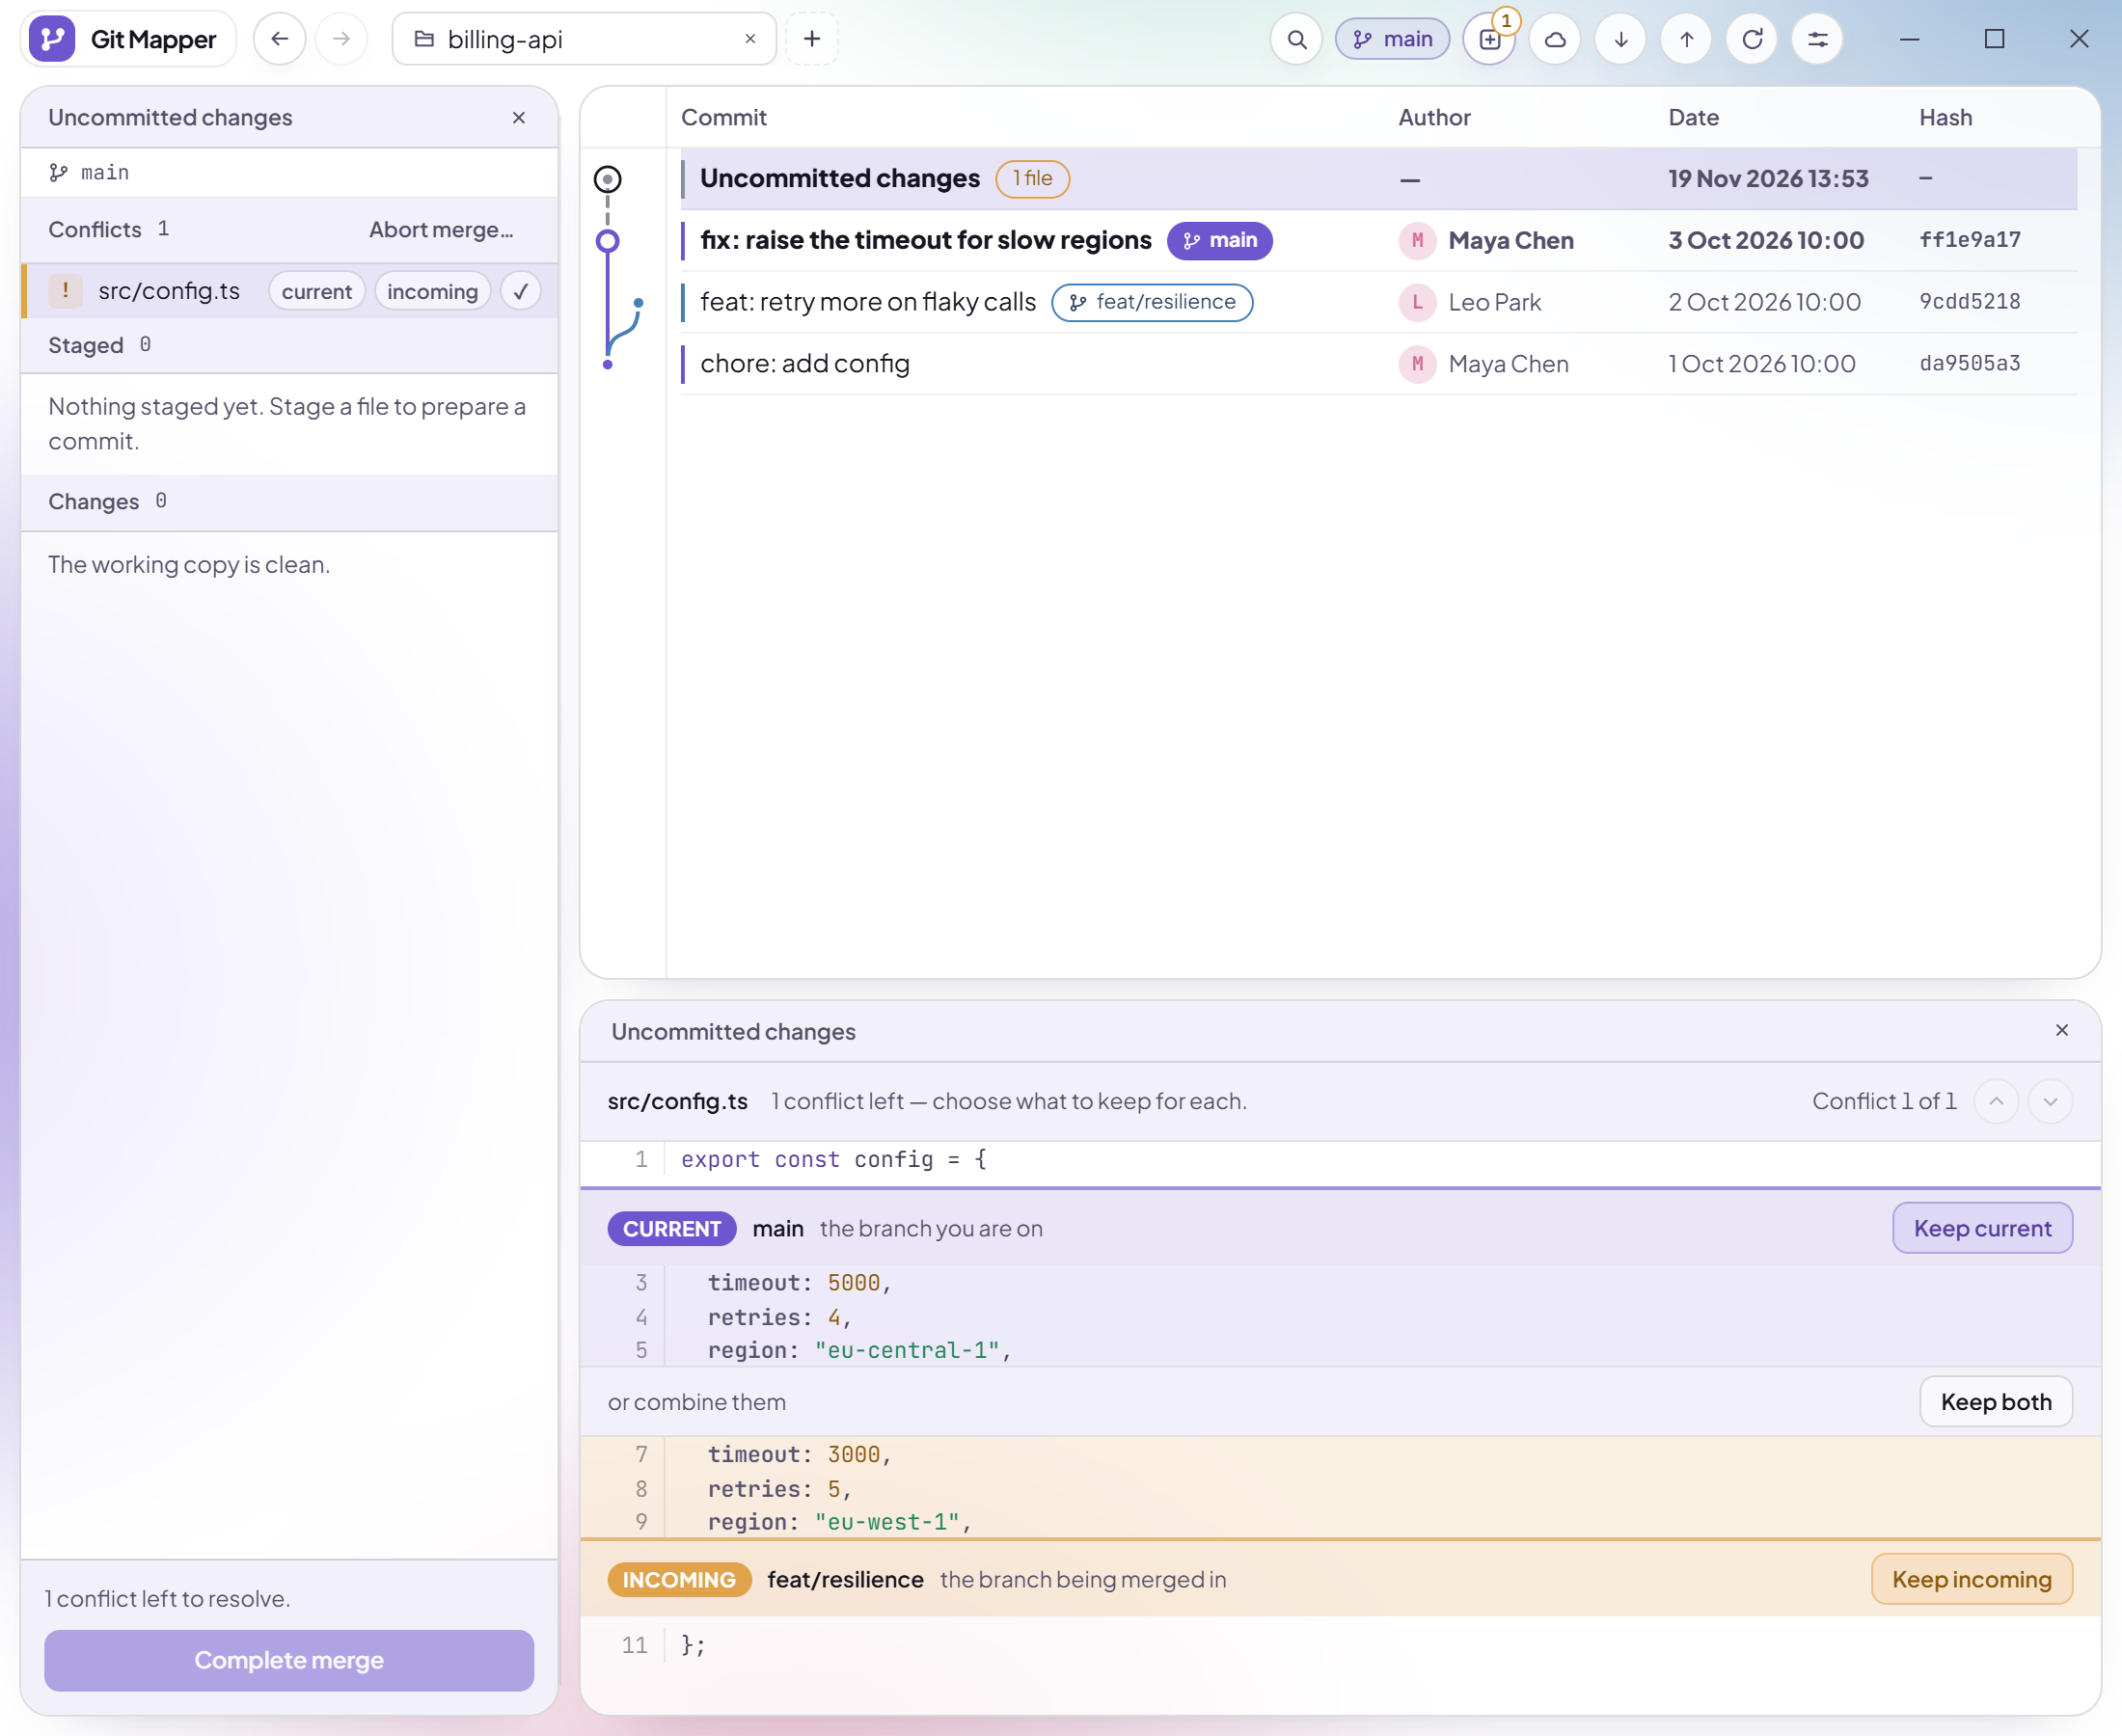 Git Mapper
billing-api
main
1
Uncommitted changes
main
Conflicts 1 Abort merge...
! src/config.ts current incoming
Staged 0
Nothing staged yet. Stage a file to prepare a
commit.
Changes 0
The working copy is clean.
1 conflict left to resolve.
Complete merge
Commit Author Date Hash
Uncommitted changes 1 file — 19 Nov 2026 13:53 –
fix: raise the timeout for slow regions main M Maya Chen 3 Oct 2026 10:00 ff1e9a17
feat: retry more on flaky calls feat/resilience L Leo Park 2 Oct 2026 10:00 9cdd5218
chore: add config M Maya Chen 1 Oct 2026 10:00 da9505a3
Uncommitted changes
src/config.ts 1 conflict left — choose what to keep for each. Conflict 1 of 1
1 export const config = {
CURRENT main the branch you are on Keep current
3 timeout: 5000,
4 retries: 4,
5 region: "eu-central-1",
or combine them Keep both
7 timeout: 3000,
8 retries: 5,
9 region: "eu-west-1",
INCOMING feat/resilience the branch being merged in Keep incoming
11 };